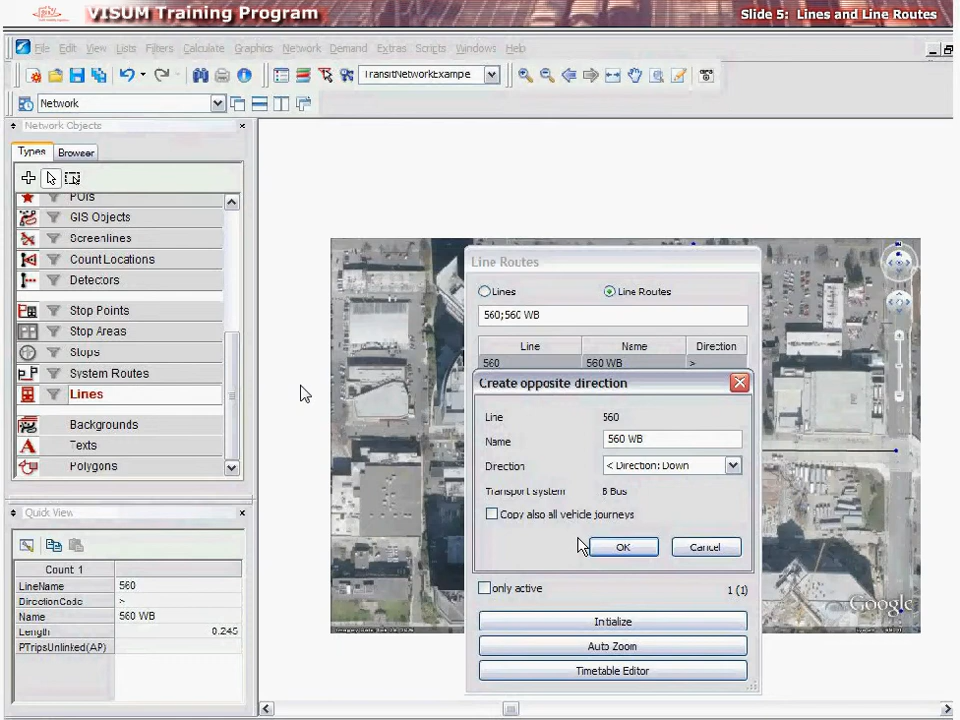 VISUM Training Program
Slide 5: Lines and Line Routes
File Edit View Lists Filters Calculate Graphics Network Demand Extras Scripts Windows Help
TransitNetworkExampe
Network
Network Objects
Types Browser
POIs
GIS Objects
Screenlines
Count Locations
Detectors
Stop Points
Stop Areas
Stops
System Routes
Lines
Backgrounds
Texts
Polygons
Quick View
Count 1
LineName 560
DirectionCode >
Name 560 WB
Length 0.245
PTripsUnlinked(AP)
Line Routes
Lines Line Routes
560;560 WB
Line Name Direction
560 560 WB >
Create opposite direction
Line 560
Name 560 WB
Direction < Direction: Down
Transport system B Bus
Copy also all vehicle journeys
OK Cancel
only active 1 (1)
Initialize
Auto Zoom
Timetable Editor
Google